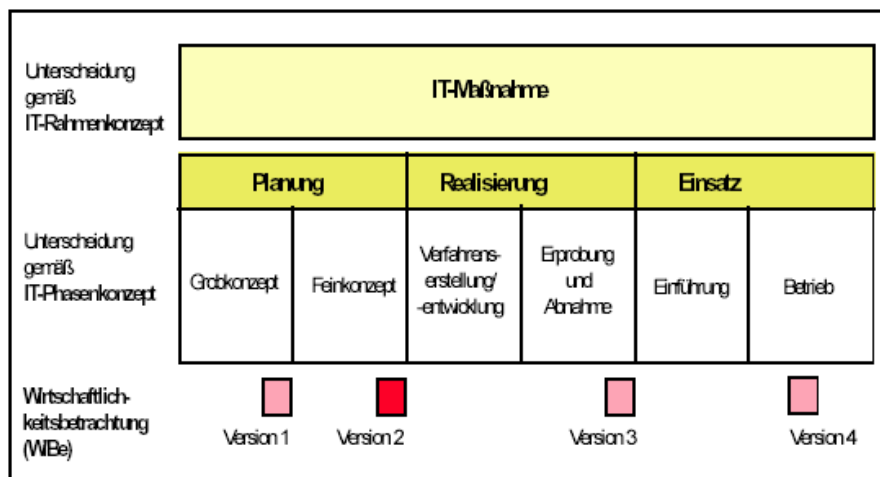 Unterscheidung
gemäß
IT-Rahmenkonzept
IT-Maßnahme
Planung
Realisierung
Einsatz
Unterscheidung
gemäß
IT-Phasenkonzept
Grobkonzept
Feinkonzept
Verfahrens-
erstellung/
-entwicklung
Erprobung
und
Abnahme
Einführung
Betrieb
Wirtschaftlich-
keitsbetrachtung
(WiBe)
Version 1
Version 2
Version 3
Version 4